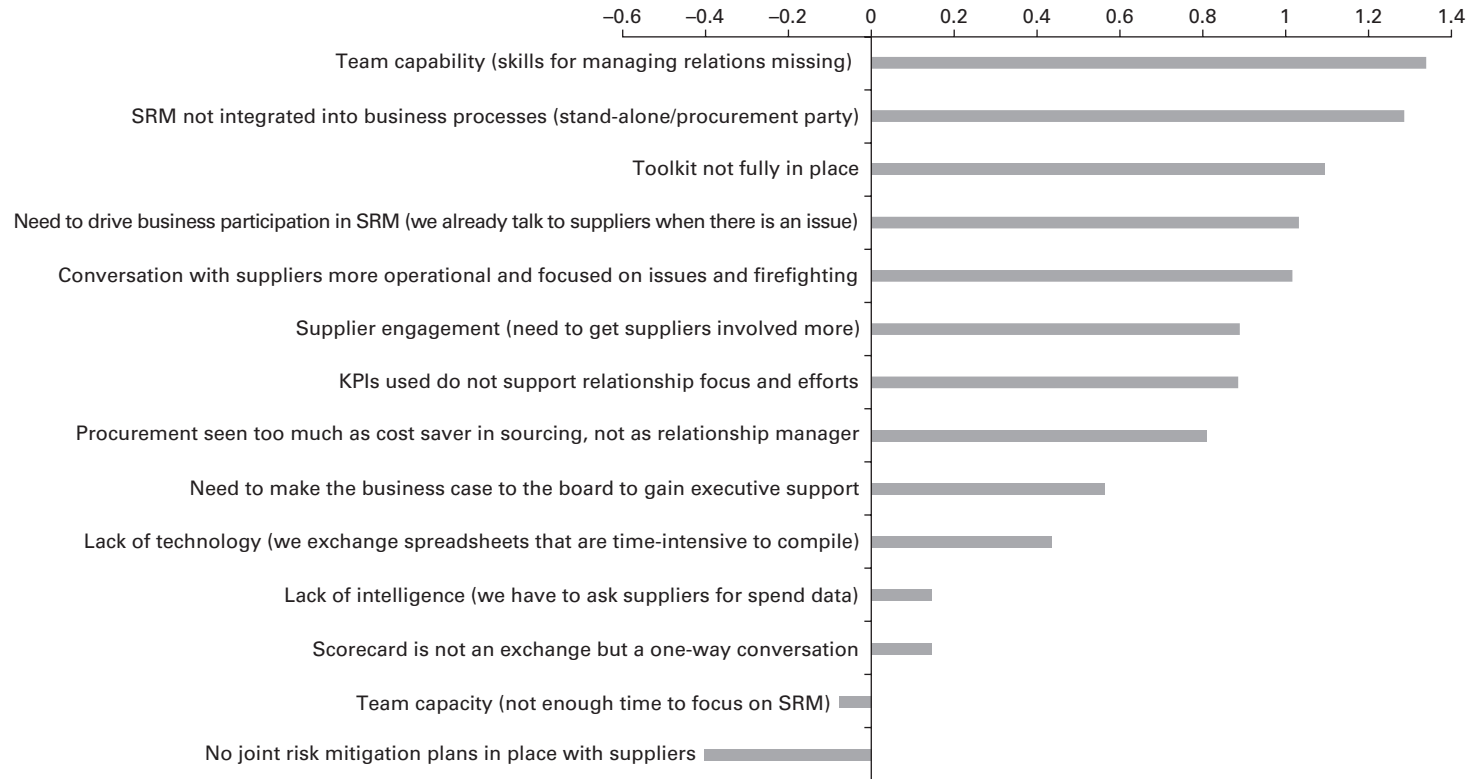 –0.6 –0.4 –0.2 0 0.2 0.4 0.6 0.8 1 1.2 1.4
Team capability (skills for managing relations missing)
SRM not integrated into business processes (stand-alone/procurement party)
Toolkit not fully in place
Need to drive business participation in SRM (we already talk to suppliers when there is an issue)
Conversation with suppliers more operational and focused on issues and firefighting
Supplier engagement (need to get suppliers involved more)
KPIs used do not support relationship focus and efforts
Procurement seen too much as cost saver in sourcing, not as relationship manager
Need to make the business case to the board to gain executive support
Lack of technology (we exchange spreadsheets that are time-intensive to compile)
Lack of intelligence (we have to ask suppliers for spend data)
Scorecard is not an exchange but a one-way conversation
Team capacity (not enough time to focus on SRM)
No joint risk mitigation plans in place with suppliers